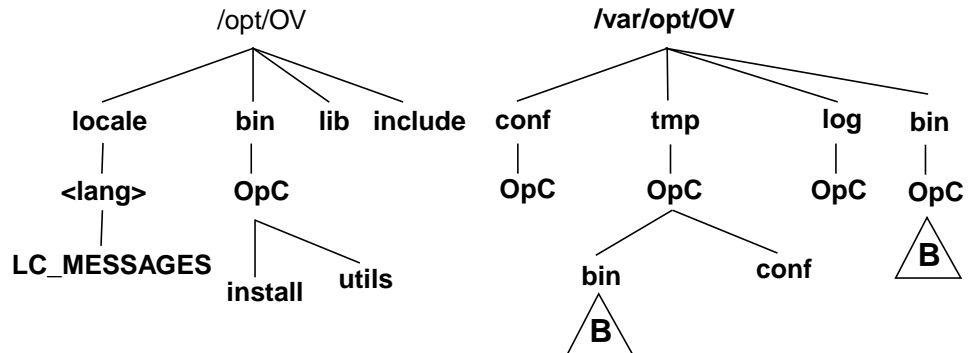 /opt/OV /var/opt/OV
locale bin lib include conf tmp log bin
<lang> OpC OpC OpC OpC OpC
LC_MESSAGES install utils bin conf B
B